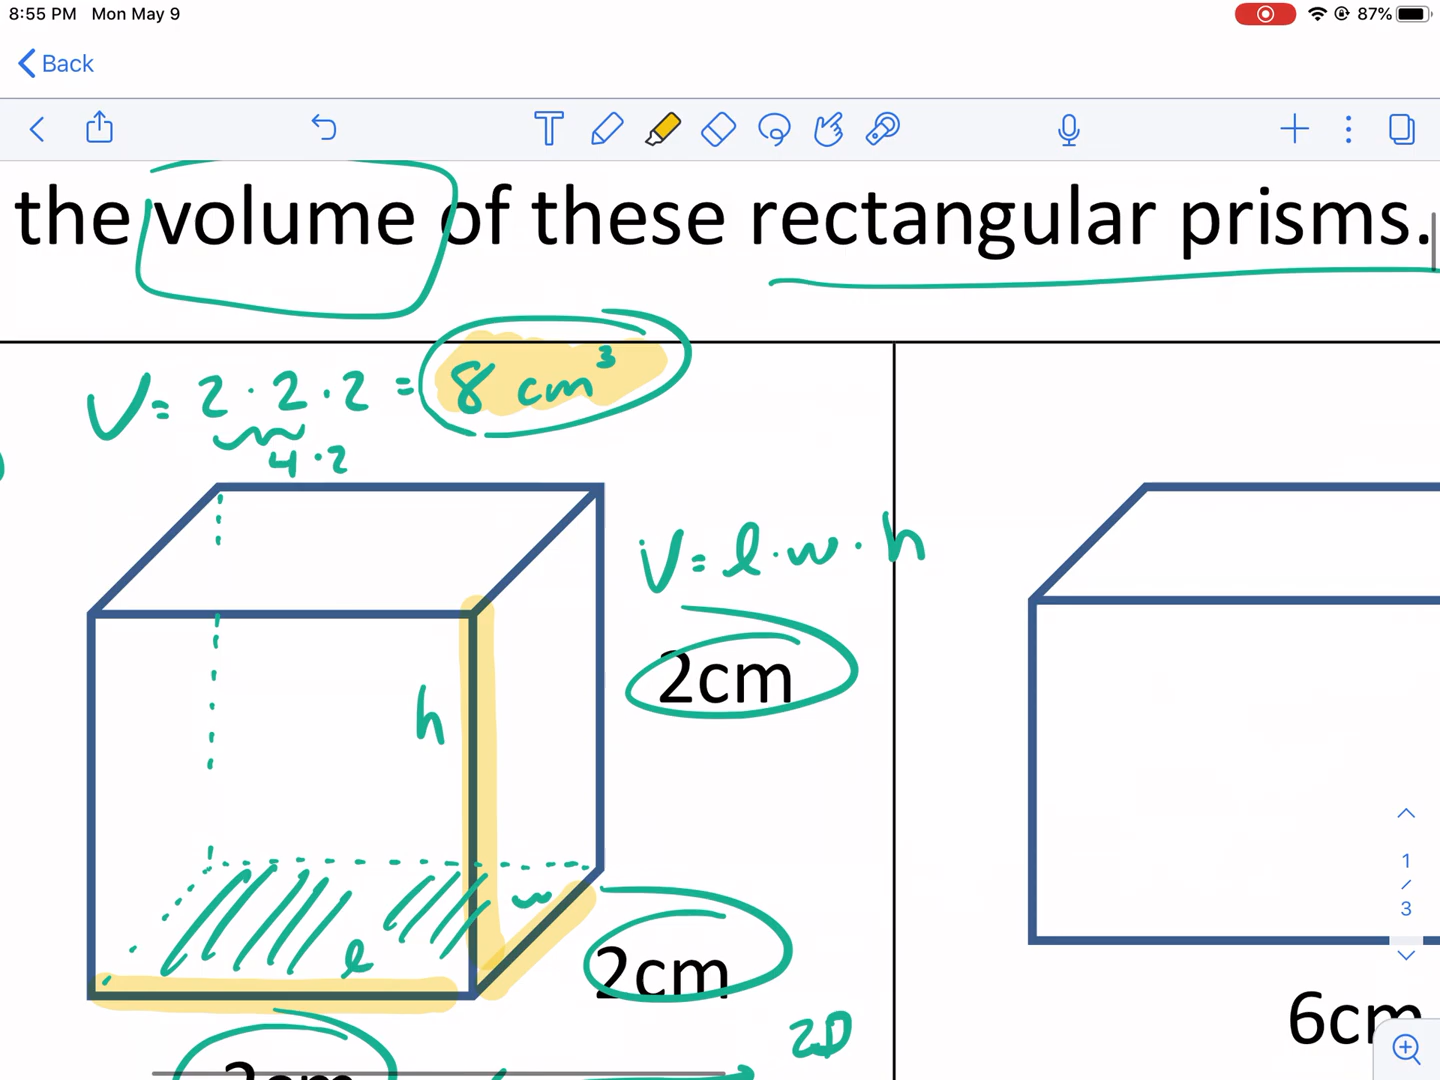 8:55 PM Mon May 9
87%
Back
the volume of these rectangular prisms.
V = 2 · 2 · 2 = 8 cm³
4 · 2
V = l · w · h
2cm
h
w
l
2cm
2D
2cm
6cm
1
/
3